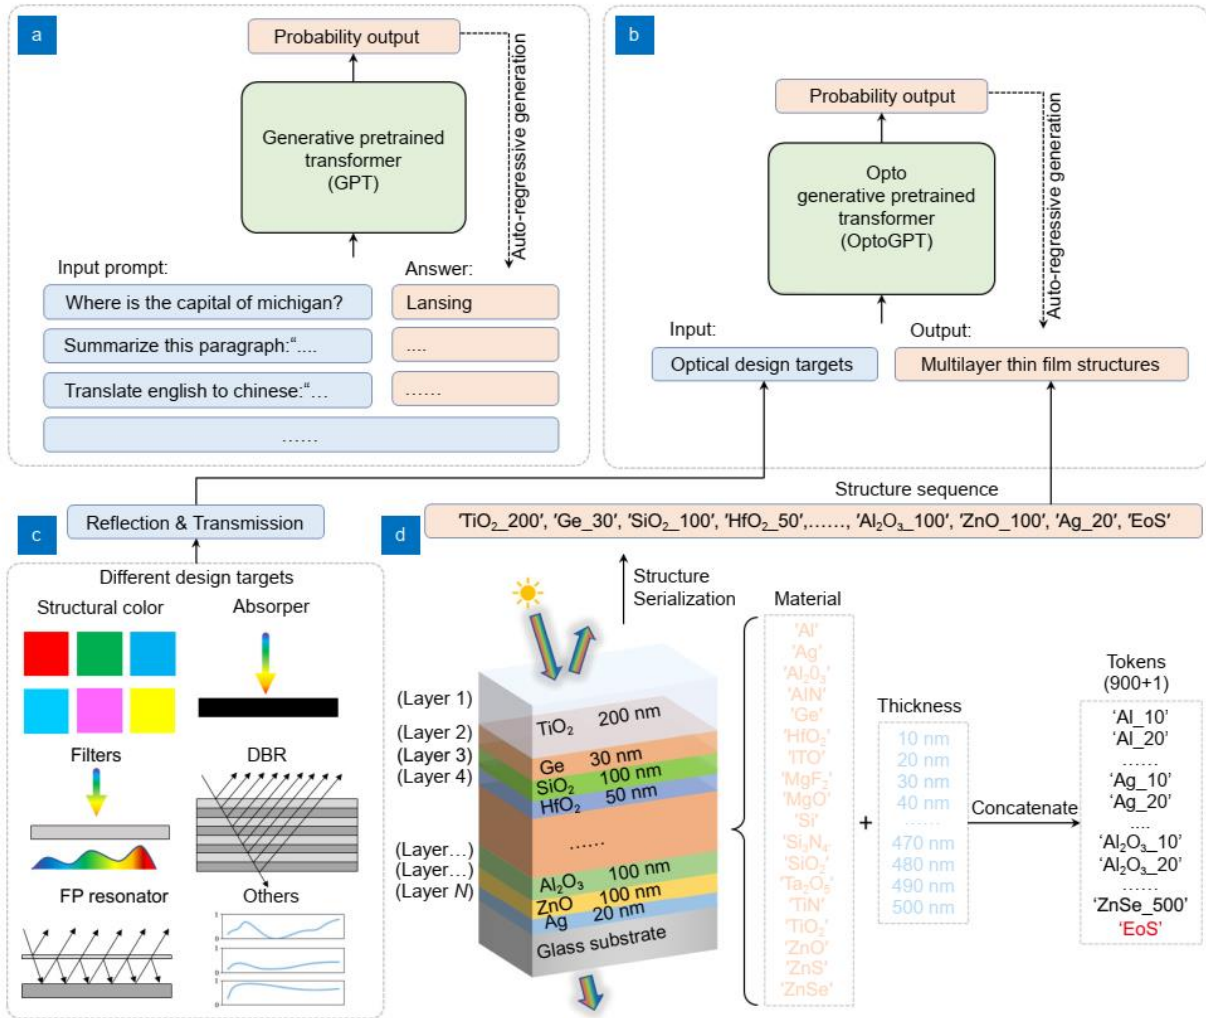 a
Probability output
Generative pretrained
transformer
(GPT)
Auto-regressive generation
Input prompt:
Answer:
Where is the capital of michigan?
Lansing
Summarize this paragraph:“....
....
Translate english to chinese:“...
......
......
b
Probability output
Opto
generative pretrained
transformer
(OptoGPT)
Auto-regressive generation
Input:
Output:
Optical design targets
Multilayer thin film structures
c
Reflection & Transmission
Different design targets
Structural color
Absorper
Filters
DBR
FP resonator
Others
1
0
1
0
1
0
d
Structure sequence
'TiO₂_200', 'Ge_30', 'SiO₂_100', 'HfO₂_50',......, 'Al₂O₃_100', 'ZnO_100', 'Ag_20', 'EoS'
Structure
Serialization
(Layer 1)
(Layer 2)
(Layer 3)
(Layer 4)
(Layer...)
(Layer...)
(Layer N)
TiO₂ 200 nm
Ge 30 nm
SiO₂ 100 nm
HfO₂ 50 nm
......
Al₂O₃ 100 nm
ZnO 100 nm
Ag 20 nm
Glass substrate
Material
'Al'
'Ag'
'Al₂0₃'
'AlN'
'Ge'
'HfO₂'
'ITO'
'MgF₂'
'MgO'
'Si'
'Si₃N₄'
'SiO₂'
'Ta₂O₅'
'TiN'
'TiO₂'
'ZnO'
'ZnS'
'ZnSe'
+
Thickness
10 nm
20 nm
30 nm
40 nm
......
470 nm
480 nm
490 nm
500 nm
Concatenate
Tokens
(900+1)
‘Al_10’
‘Al_20’
......
‘Ag_10’
‘Ag_20’
....
‘Al₂O₃_10’
‘Al₂O₃_20’
......
‘ZnSe_500’
‘EoS’